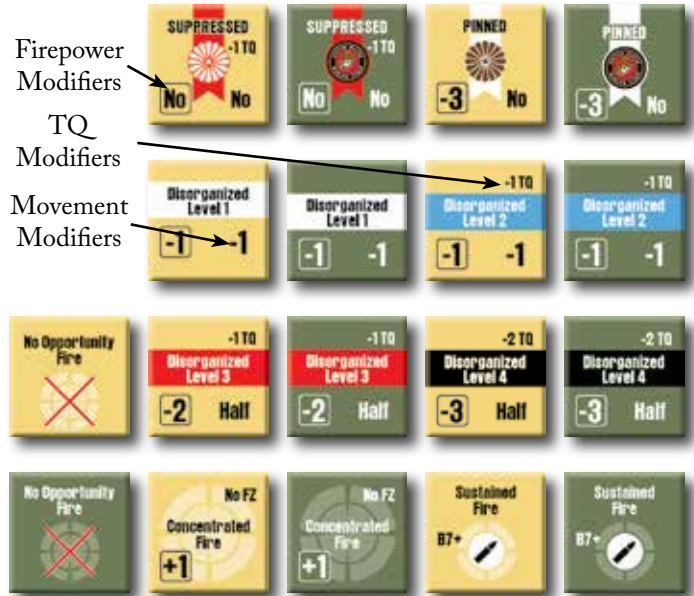 SUPPRESSED
-1 TQ
No No
SUPPRESSED
-1 TQ
No No
PINNED
-3 No
PINNED
-3 No
Firepower
Modifiers
TQ
Modifiers
Movement
Modifiers
Disorganized
Level 1
-1 -1
Disorganized
Level 1
-1 -1
-1 TQ
Disorganized
Level 2
-1 -1
-1 TQ
Disorganized
Level 2
-1 -1
No Opportunity
Fire
-1 TQ
Disorganized
Level 3
-2 Half
-1 TQ
Disorganized
Level 3
-2 Half
-2 TQ
Disorganized
Level 4
-3 Half
-2 TQ
Disorganized
Level 4
-3 Half
No Opportunity
Fire
No FZ
Concentrated
Fire
+1
No FZ
Concentrated
Fire
+1
Sustained
Fire
B7+
Sustained
Fire
B7+